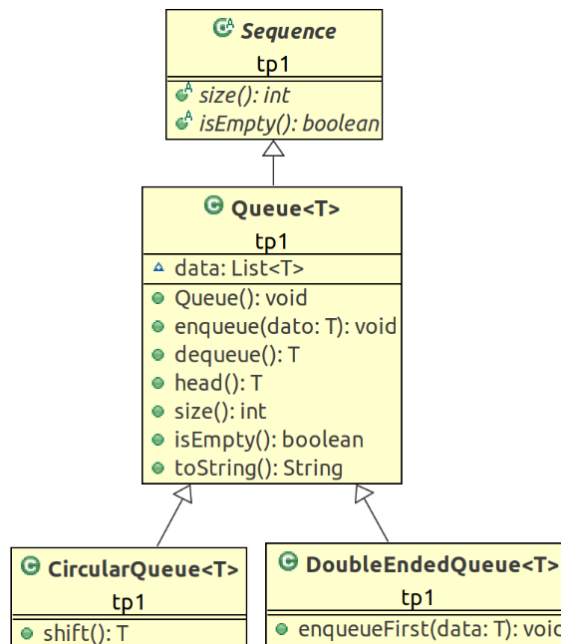 Sequence
tp1
size(): int
isEmpty(): boolean
Queue<T>
tp1
data: List<T>
Queue(): void
enqueue(dato: T): void
dequeue(): T
head(): T
size(): int
isEmpty(): boolean
toString(): String
CircularQueue<T>
tp1
shift(): T
DoubleEndedQueue<T>
tp1
enqueueFirst(data: T): void